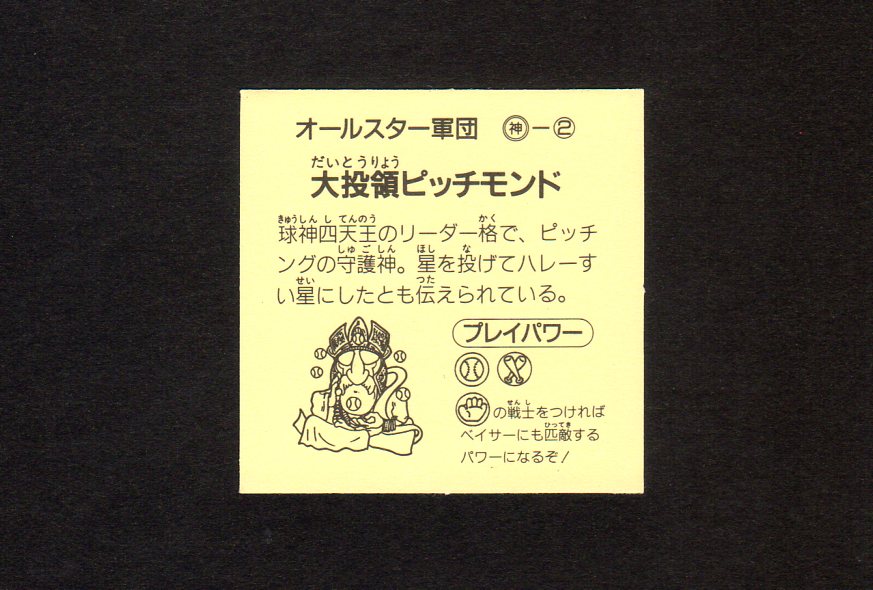 オールスター軍団 ㊙神−②
だいとうりょう
大投領ピッチモンド
きゅうしん し てんのう かく
球神四天王のリーダー格で、ピッチ
しゅ ご しん ほし な
ングの守護神。星を投げてハレーす
せい つた
い星にしたとも伝えられている。
プレイパワー
せん し
の戦士をつければ
ひってき
ベイサーにも匹敵する
パワーになるぞ!